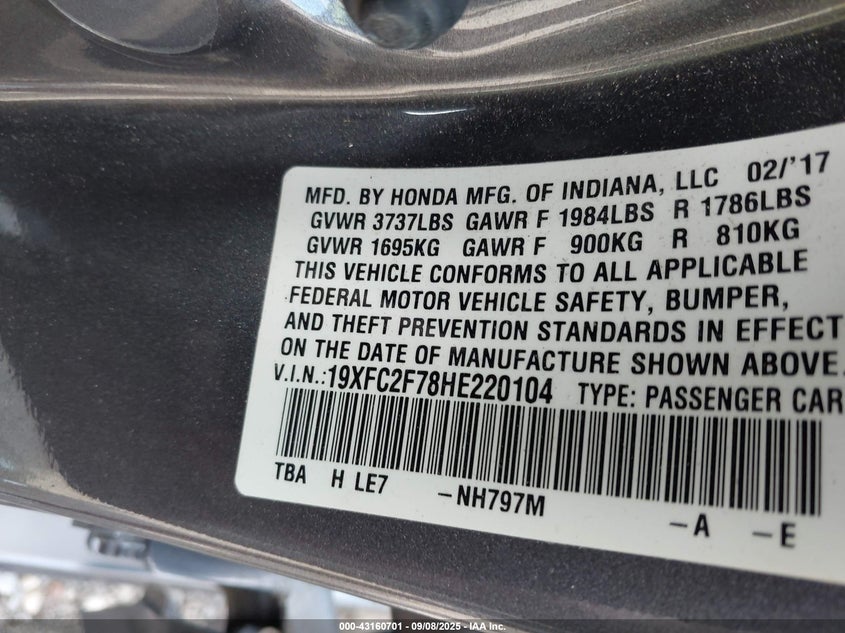 MFD. BY HONDA MFG. OF INDIANA, LLC 02/'17
GVWR 3737LBS GAWR F 1984LBS R 1786LBS
GVWR 1695KG GAWR F 900KG R 810KG
THIS VEHICLE CONFORMS TO ALL APPLICABLE
FEDERAL MOTOR VEHICLE SAFETY, BUMPER,
AND THEFT PREVENTION STANDARDS IN EFFECT
ON THE DATE OF MANUFACTURE SHOWN ABOVE.
V.I.N.:19XFC2F78HE220104 TYPE: PASSENGER CAR
TBA H LE7 -NH797M -A -E
000-43160701 - 09/08/2025 - IAA Inc.